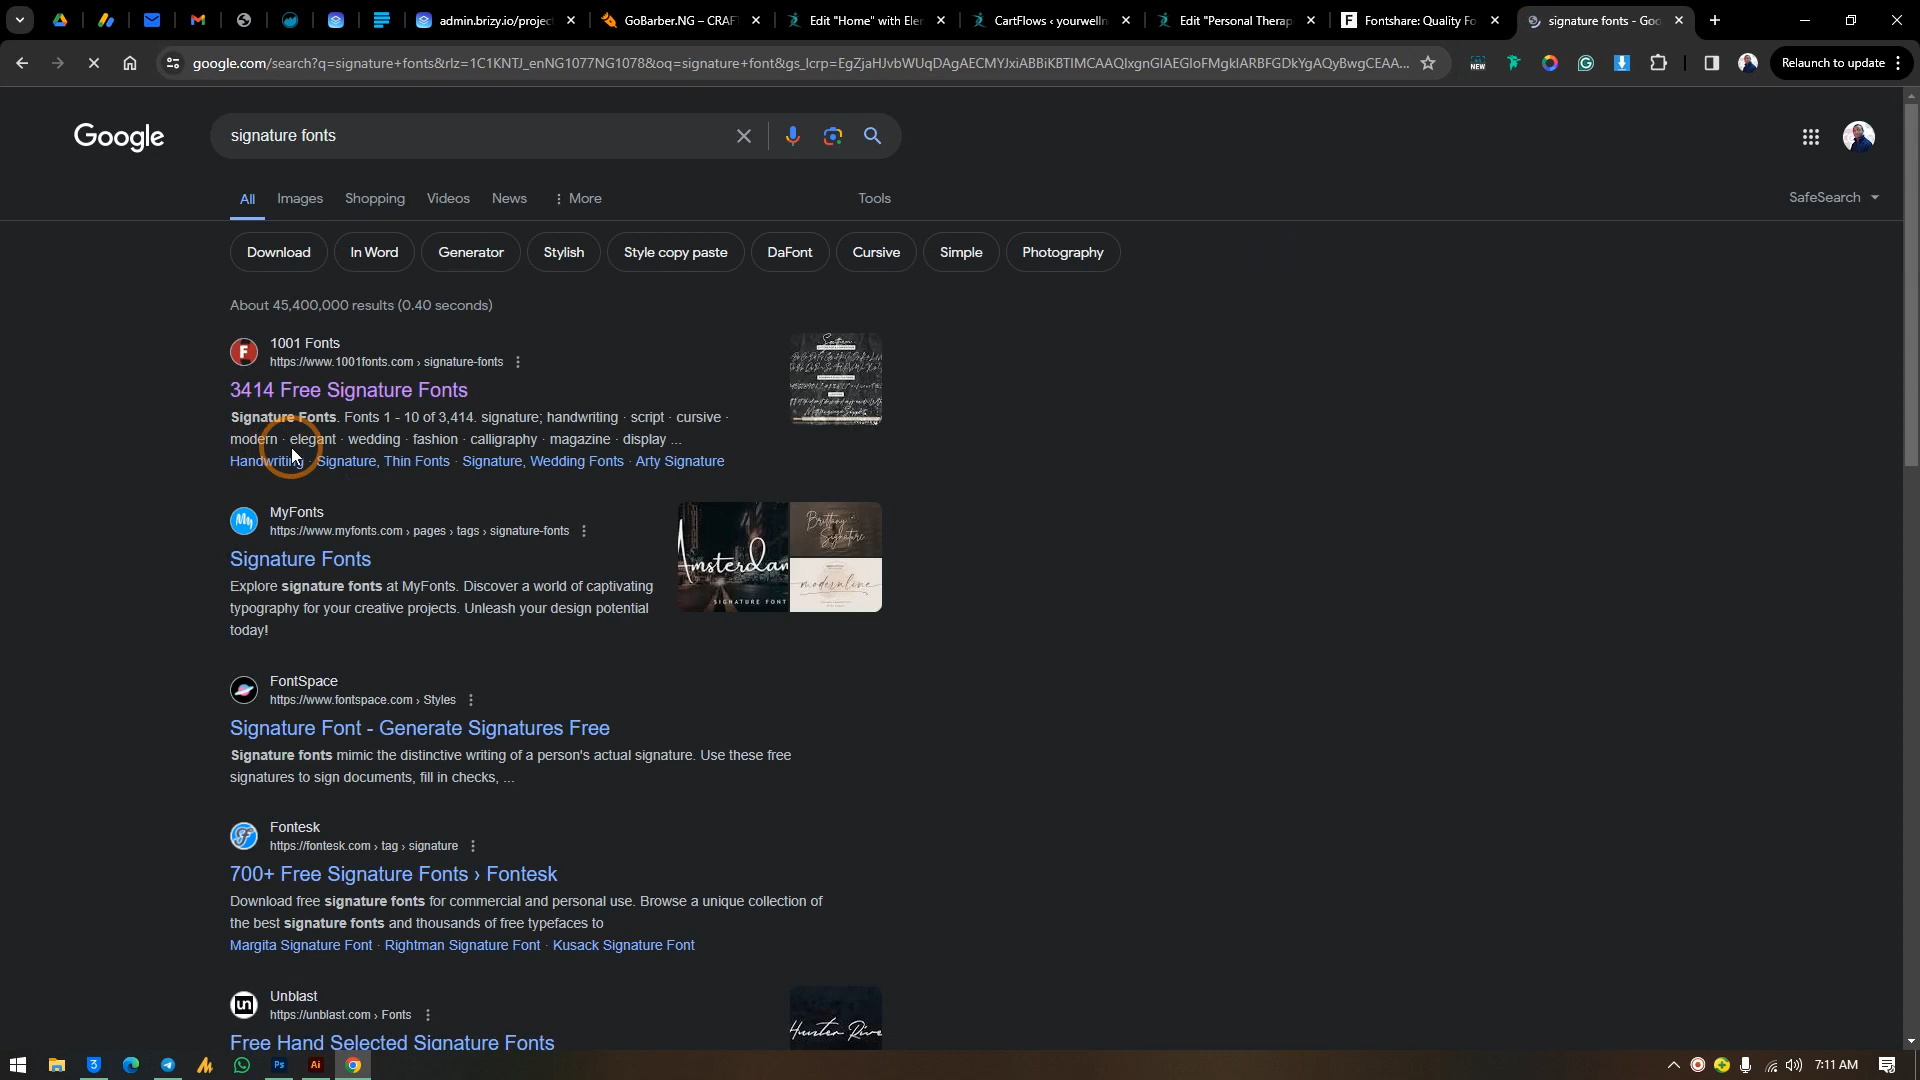 admin.brizy.io/projec
GoBarber.NG – CRAF
Edit "Home" with Eler
CartFlows ‹ yourwelln
Edit "Personal Therap
Fontshare: Quality Fo
signature fonts - Goo
google.com/search?q=signature+fonts&rlz=1C1KNTJ_enNG1077NG1078&oq=signature+font&gs_lcrp=EgZjaHJvbWUqDAgAECMYJxiABBiKBTIMCAAQIxgnGIAEGIoFMgkIARBFGDkYgAQyBwgCEAA...
NEW
Relaunch to update
Google
signature fonts
All Images Shopping Videos News More Tools
SafeSearch
Download In Word Generator Stylish Style copy paste DaFont Cursive Simple Photography
About 45,400,000 results (0.40 seconds)
1001 Fonts
https://www.1001fonts.com › signature-fonts
3414 Free Signature Fonts
Signature Fonts. Fonts 1 - 10 of 3,414. signature; handwriting · script · cursive ·
modern · elegant · wedding · fashion · calligraphy · magazine · display ...
Handwriting · Signature, Thin Fonts · Signature, Wedding Fonts · Arty Signature
MyFonts
https://www.myfonts.com › pages › tags › signature-fonts
Signature Fonts
Explore signature fonts at MyFonts. Discover a world of captivating
typography for your creative projects. Unleash your design potential
today!
Amsterdam
SIGNATURE FONT
Brittany
Signature
modernline
FontSpace
https://www.fontspace.com › Styles
Signature Font - Generate Signatures Free
Signature fonts mimic the distinctive writing of a person's actual signature. Use these free
signatures to sign documents, fill in checks, ...
Fontesk
https://fontesk.com › tag › signature
700+ Free Signature Fonts › Fontesk
Download free signature fonts for commercial and personal use. Browse a unique collection of
the best signature fonts and thousands of free typefaces to
Margita Signature Font · Rightman Signature Font · Kusack Signature Font
Unblast
https://unblast.com › Fonts
Free Hand Selected Signature Fonts
Hunter Rive
7:11 AM